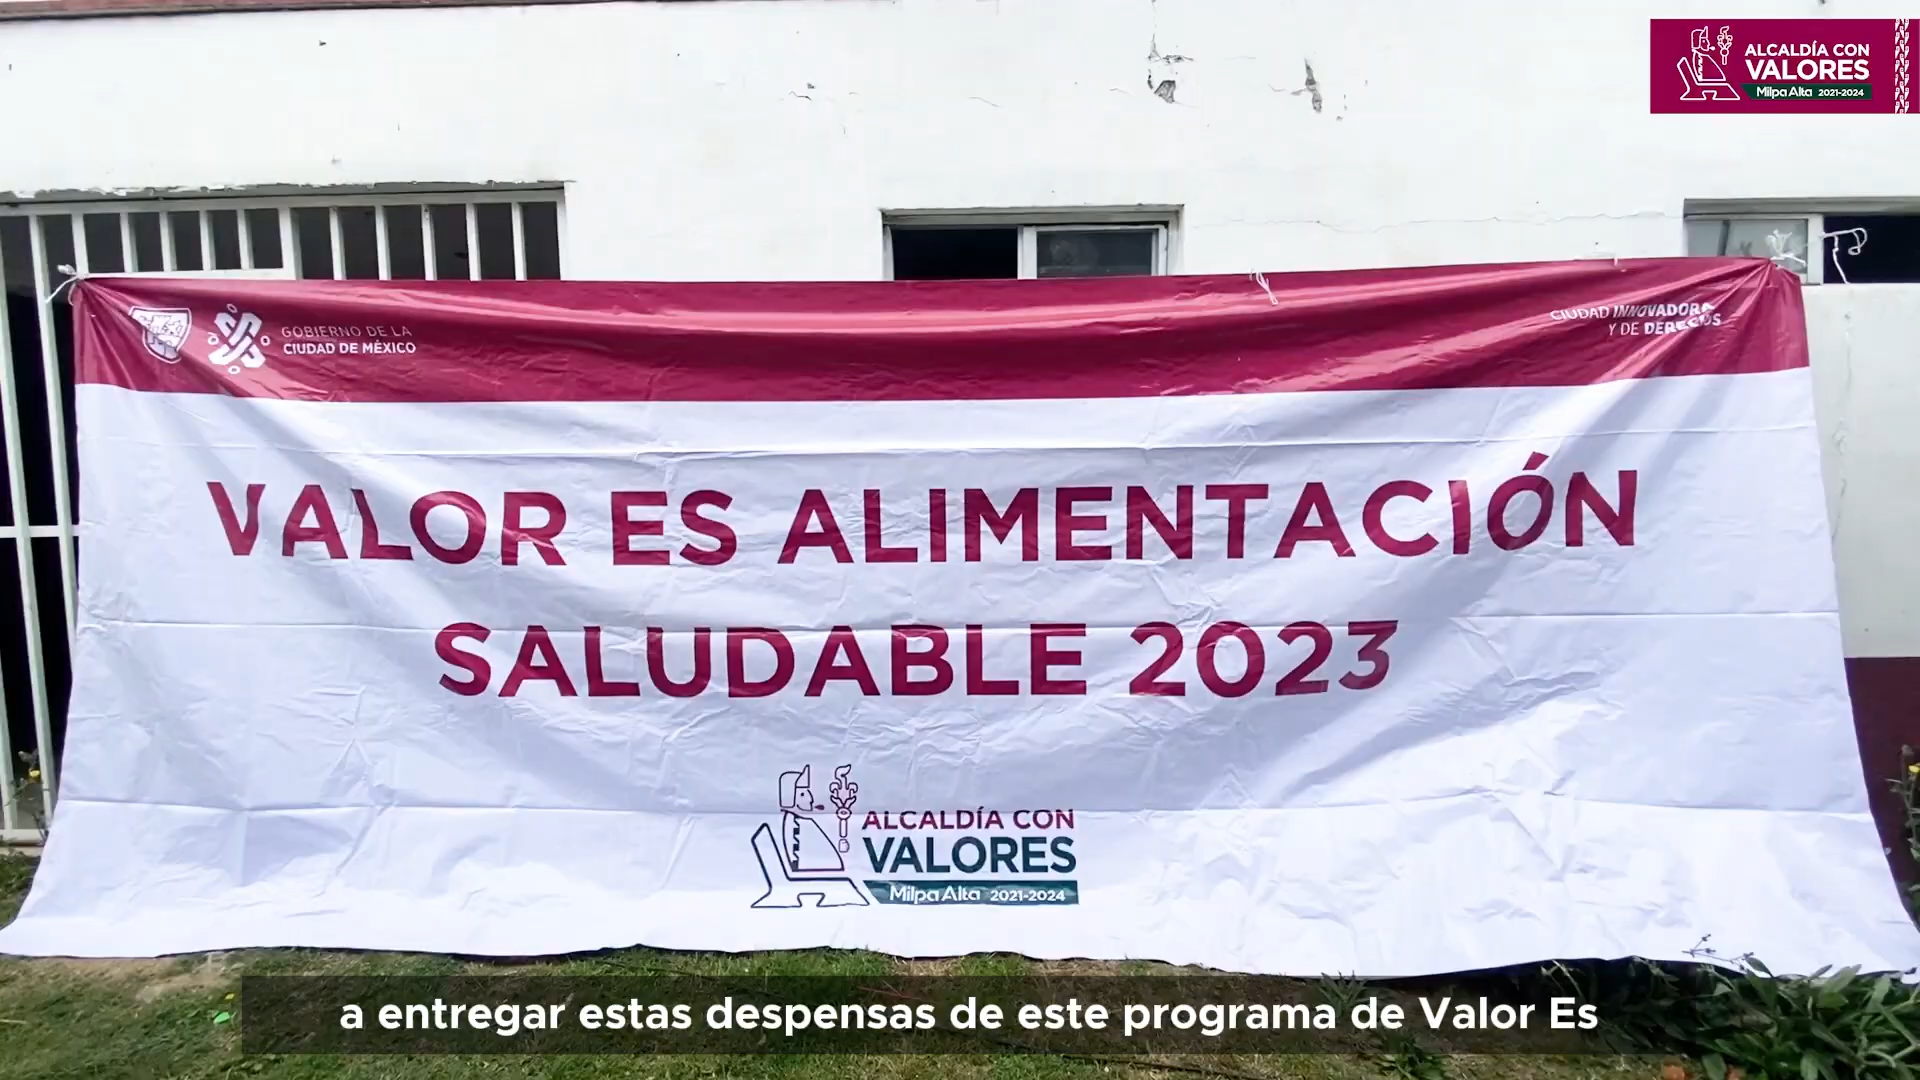 ALCALDÍA CON
VALORES
Milpa Alta 2021-2024
GOBIERNO DE LA
CIUDAD DE MÉXICO
CIUDAD INNOVADORA
Y DE DERECHOS
VALOR ES ALIMENTACIÓN
SALUDABLE 2023
ALCALDÍA CON
VALORES
Milpa Alta 2021-2024
a entregar estas despensas de este programa de Valor Es